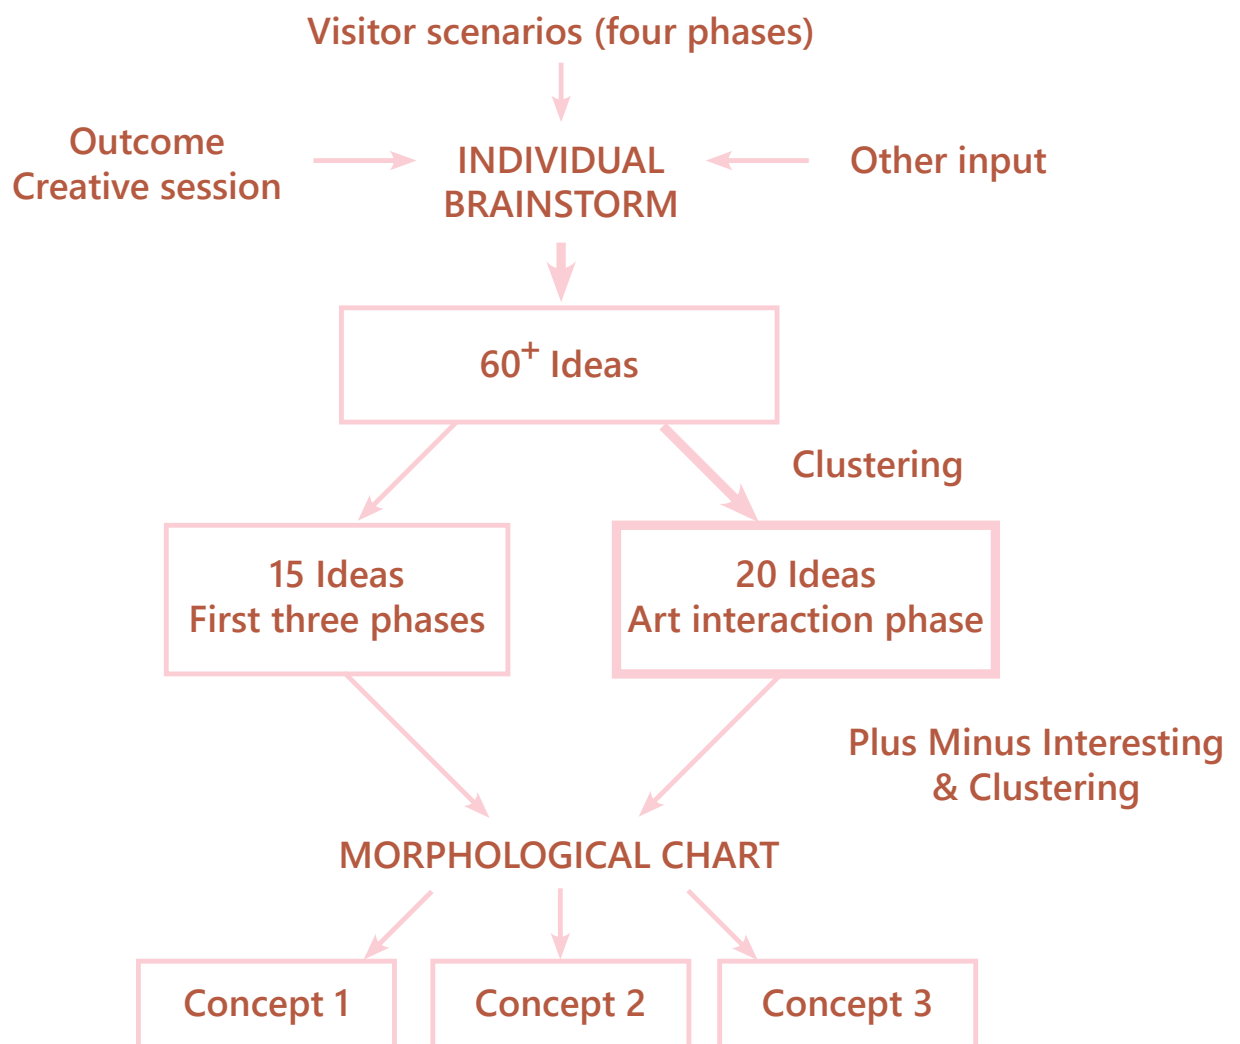 Visitor scenarios (four phases)
Outcome
Creative session
INDIVIDUAL
BRAINSTORM
Other input
60+ Ideas
Clustering
15 Ideas
First three phases
20 Ideas
Art interaction phase
Plus Minus Interesting
& Clustering
MORPHOLOGICAL CHART
Concept 1
Concept 2
Concept 3